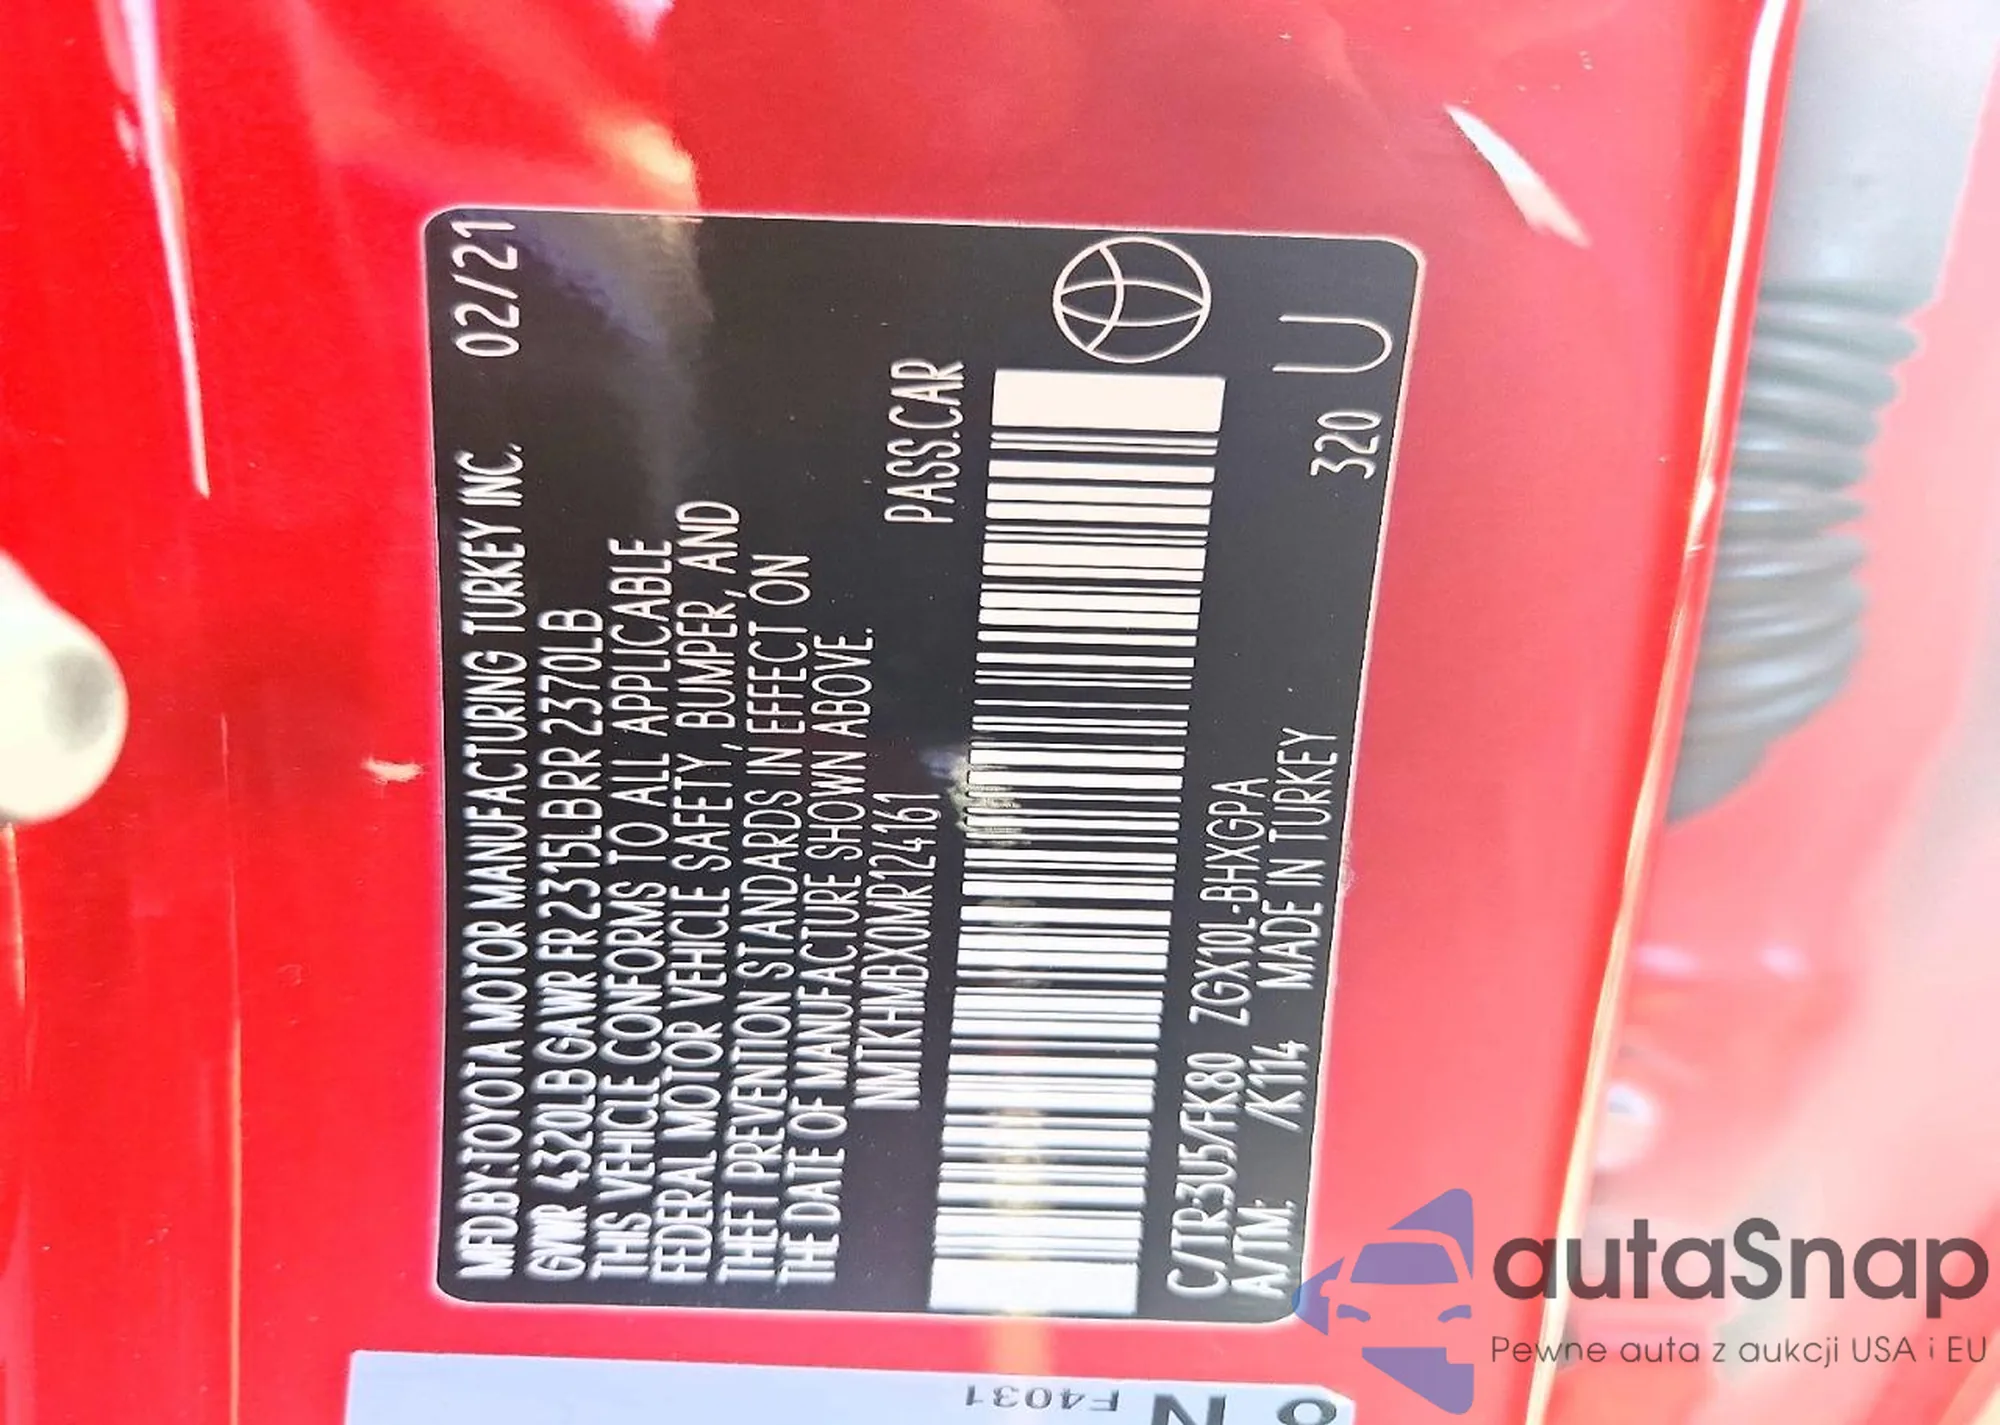 MFD.BY:TOYOTA MOTOR MANUFACTURING TURKEY INC. 02/21
GVWR 4320LB GAWR FR 2315LB RR 2370LB
THIS VEHICLE CONFORMS TO ALL APPLICABLE
FEDERAL MOTOR VEHICLE SAFETY, BUMPER, AND
THEFT PREVENTION STANDARDS IN EFFECT ON
THE DATE OF MANUFACTURE SHOWN ABOVE.
NMTKHMBX0MR124161 PASS.CAR
C/TR:3U5/FK80 ZGX10L-BHXGPA
A/TM: /K114 MADE IN TURKEY 320 U
F4031
autaSnap
Pewne auta z aukcji USA i EU